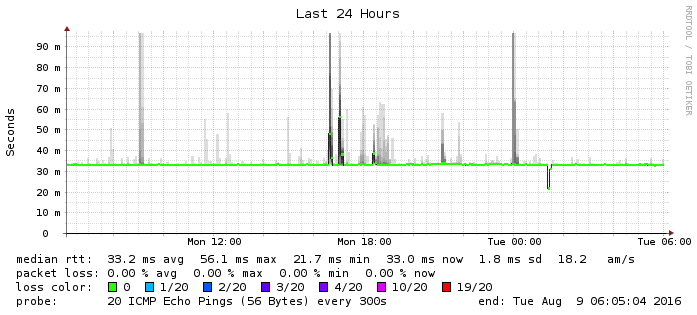 Last 24 Hours
RRDTOOL / TOBI OETIKER
Seconds
90 m
80 m
70 m
60 m
50 m
40 m
30 m
20 m
10 m
0
Mon 12:00 Mon 18:00 Tue 00:00 Tue 06:00
median rtt: 33.2 ms avg 56.1 ms max 21.7 ms min 33.0 ms now 1.8 ms sd 18.2 am/s
packet loss: 0.00 % avg 0.00 % max 0.00 % min 0.00 % now
loss color: 0 1/20 2/20 3/20 4/20 10/20 19/20
probe: 20 ICMP Echo Pings (56 Bytes) every 300s end: Tue Aug 9 06:05:04 2016